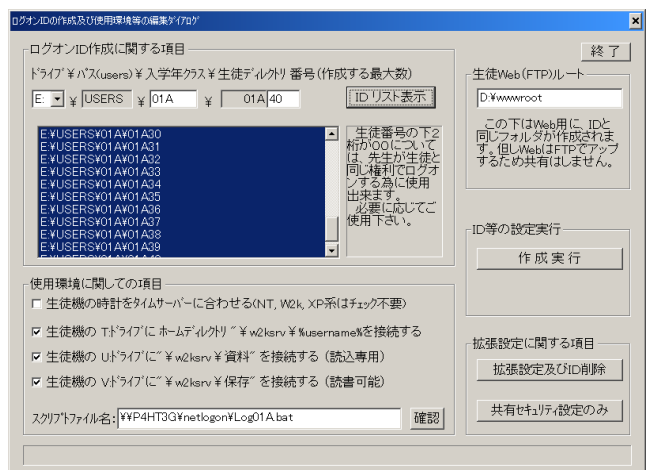 ログオンIDの作成及び使用環境等の編集ダイアログ
ログオンID作成に関する項目
終了
ドライブ ¥ パス(users) ¥ 入学年クラス ¥ 生徒ディレクトリ 番号(作成する最大数)
E: ¥ USERS ¥ 01A ¥ 01A 40
IDリスト表示
E:¥USERS¥01A¥01A30
E:¥USERS¥01A¥01A31
E:¥USERS¥01A¥01A32
E:¥USERS¥01A¥01A33
E:¥USERS¥01A¥01A34
E:¥USERS¥01A¥01A35
E:¥USERS¥01A¥01A36
E:¥USERS¥01A¥01A37
E:¥USERS¥01A¥01A38
E:¥USERS¥01A¥01A39
E:¥USERS¥01A¥01A40
生徒番号の下2
桁が00について
は、先生が生徒と
同じ権利でログオ
ンする為に使用
出来ます。
必要に応じてご
使用下さい。
生徒Web(FTP)ルート
D:¥wwwroot
この下はWeb用に、IDと
同じフォルダが作成されま
す。但しWebはFTPでアップ
するため共有はしません。
ID等の設定実行
作成実行
使用環境に関しての項目
生徒機の時計をタイムサーバーに合わせる(NT, W2k, XP系はチェック不要)
生徒機の T:ドライブに ホームディレクトリ ~¥w2ksrv¥%username%を接続する
生徒機の U:ドライブに~¥w2ksrv¥資料~ を接続する (読込専用)
生徒機の V:ドライブに~¥w2ksrv¥保存~ を接続する (読書可能)
スクリプトファイル名: ¥¥P4HT3G¥netlogon¥Log01A.bat
確認
拡張設定に関する項目
拡張設定及びID削除
共有セキュリティ設定のみ